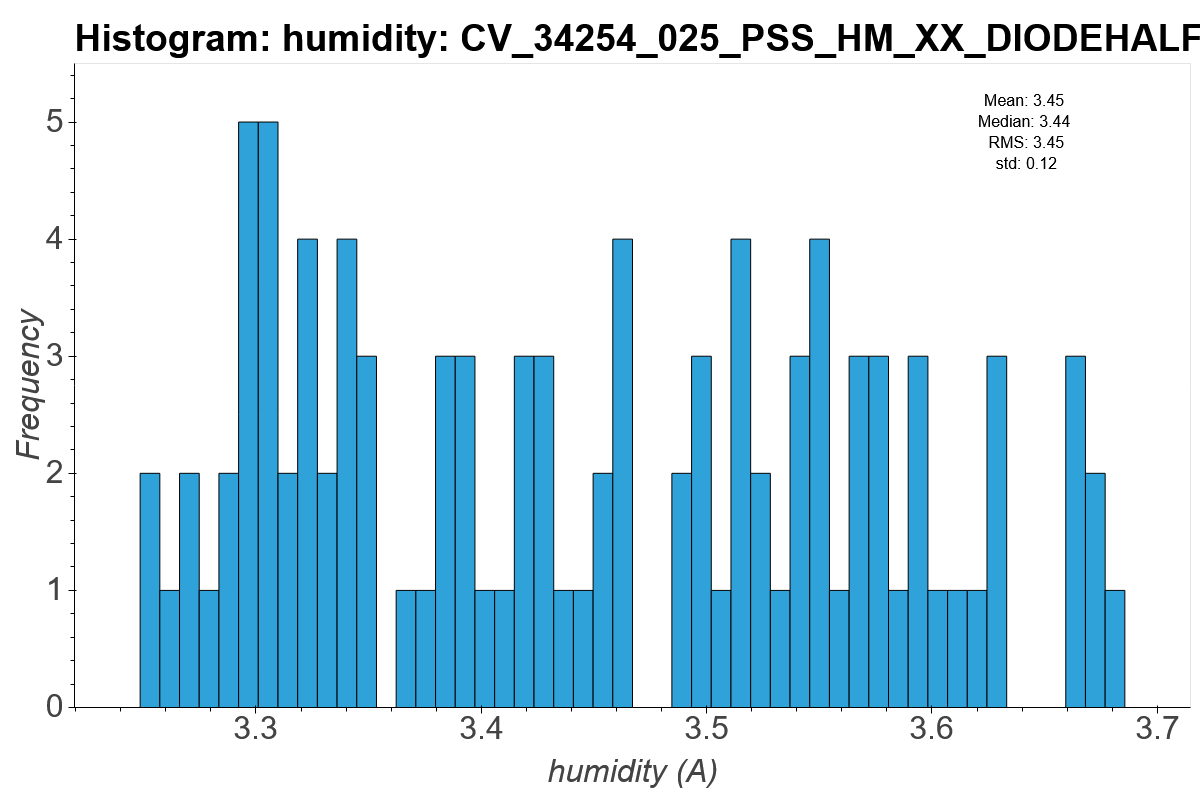 Histogram: humidity: CV_34254_025_PSS_HM_XX_DIODEHALF
Mean: 3.45
Median: 3.44
RMS: 3.45
std: 0.12
5
4
3
2
1
0
Frequency
3.3 3.4 3.5 3.6 3.7
humidity (A)